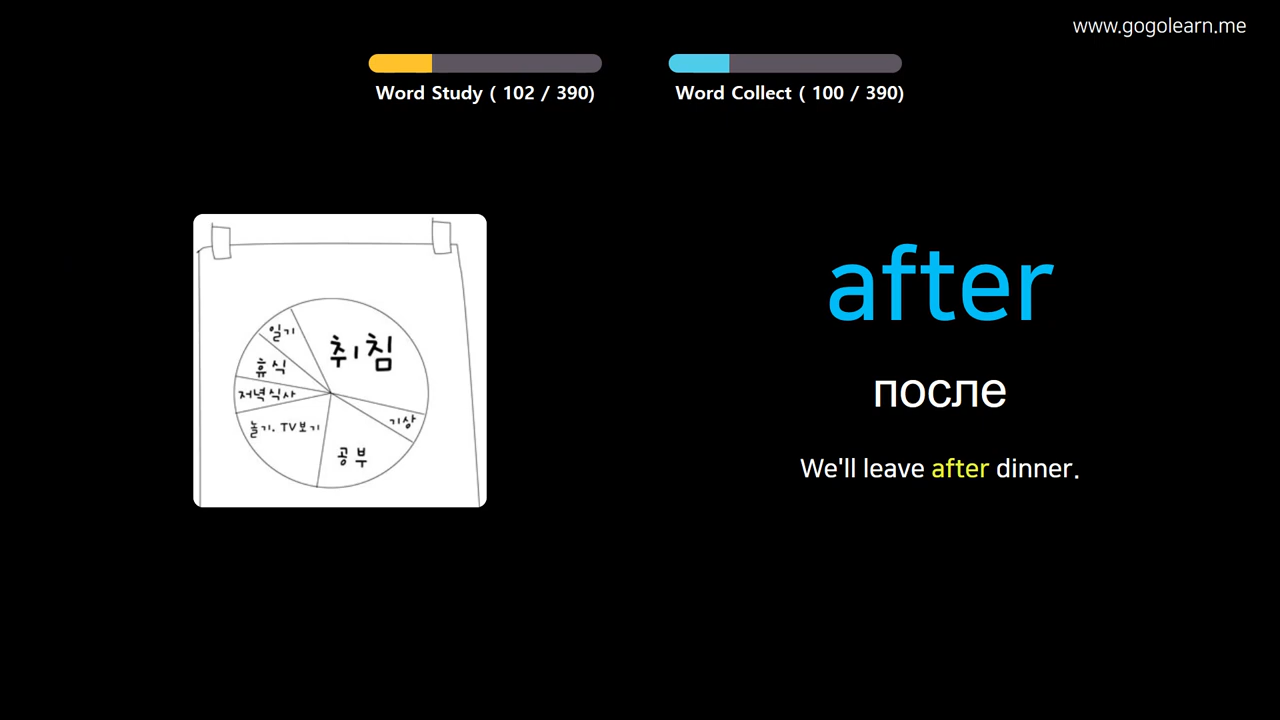 www.gogolearn.me
Word Study ( 102 / 390)
Word Collect ( 100 / 390)
일기
취침
휴식
저녁식사
놀기. TV보기
공부
기상
after
после
We'll leave after dinner.